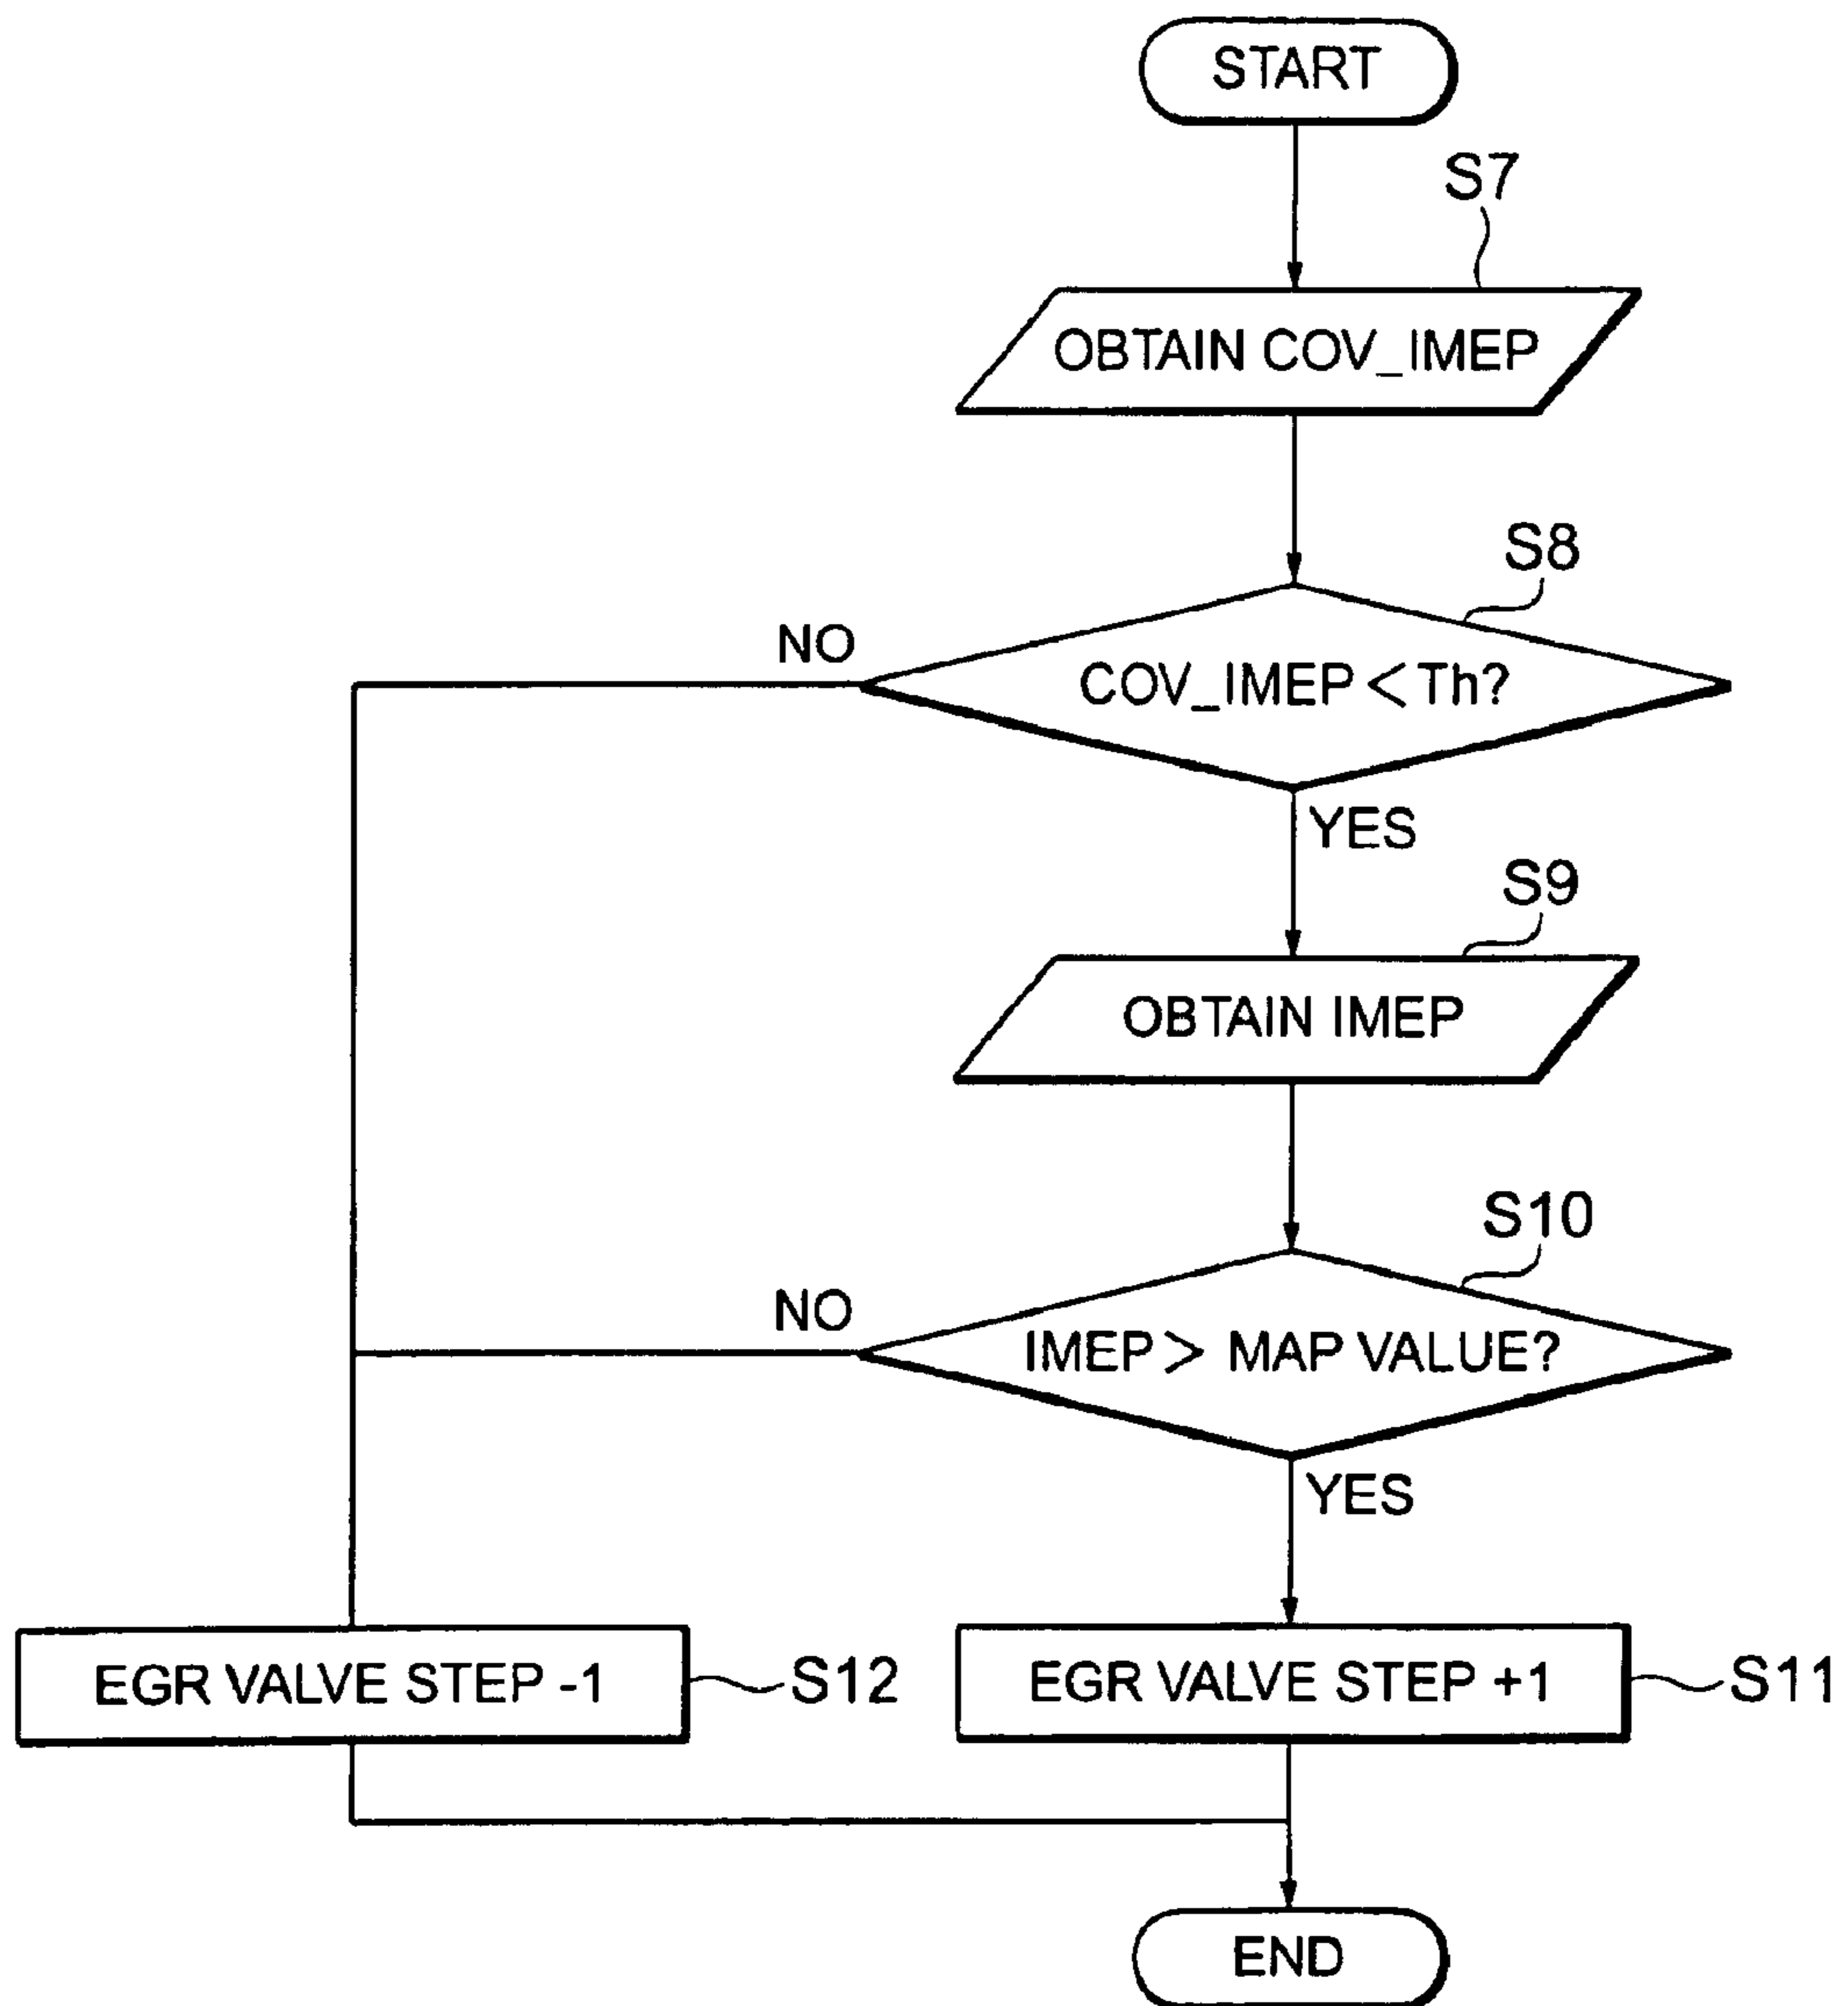 START
S7
OBTAIN COV_IMEP
S8
NO
COV_IMEP < Th?
YES
S9
OBTAIN IMEP
S10
NO
IMEP > MAP VALUE?
YES
EGR VALVE STEP -1
S12
EGR VALVE STEP +1
S11
END